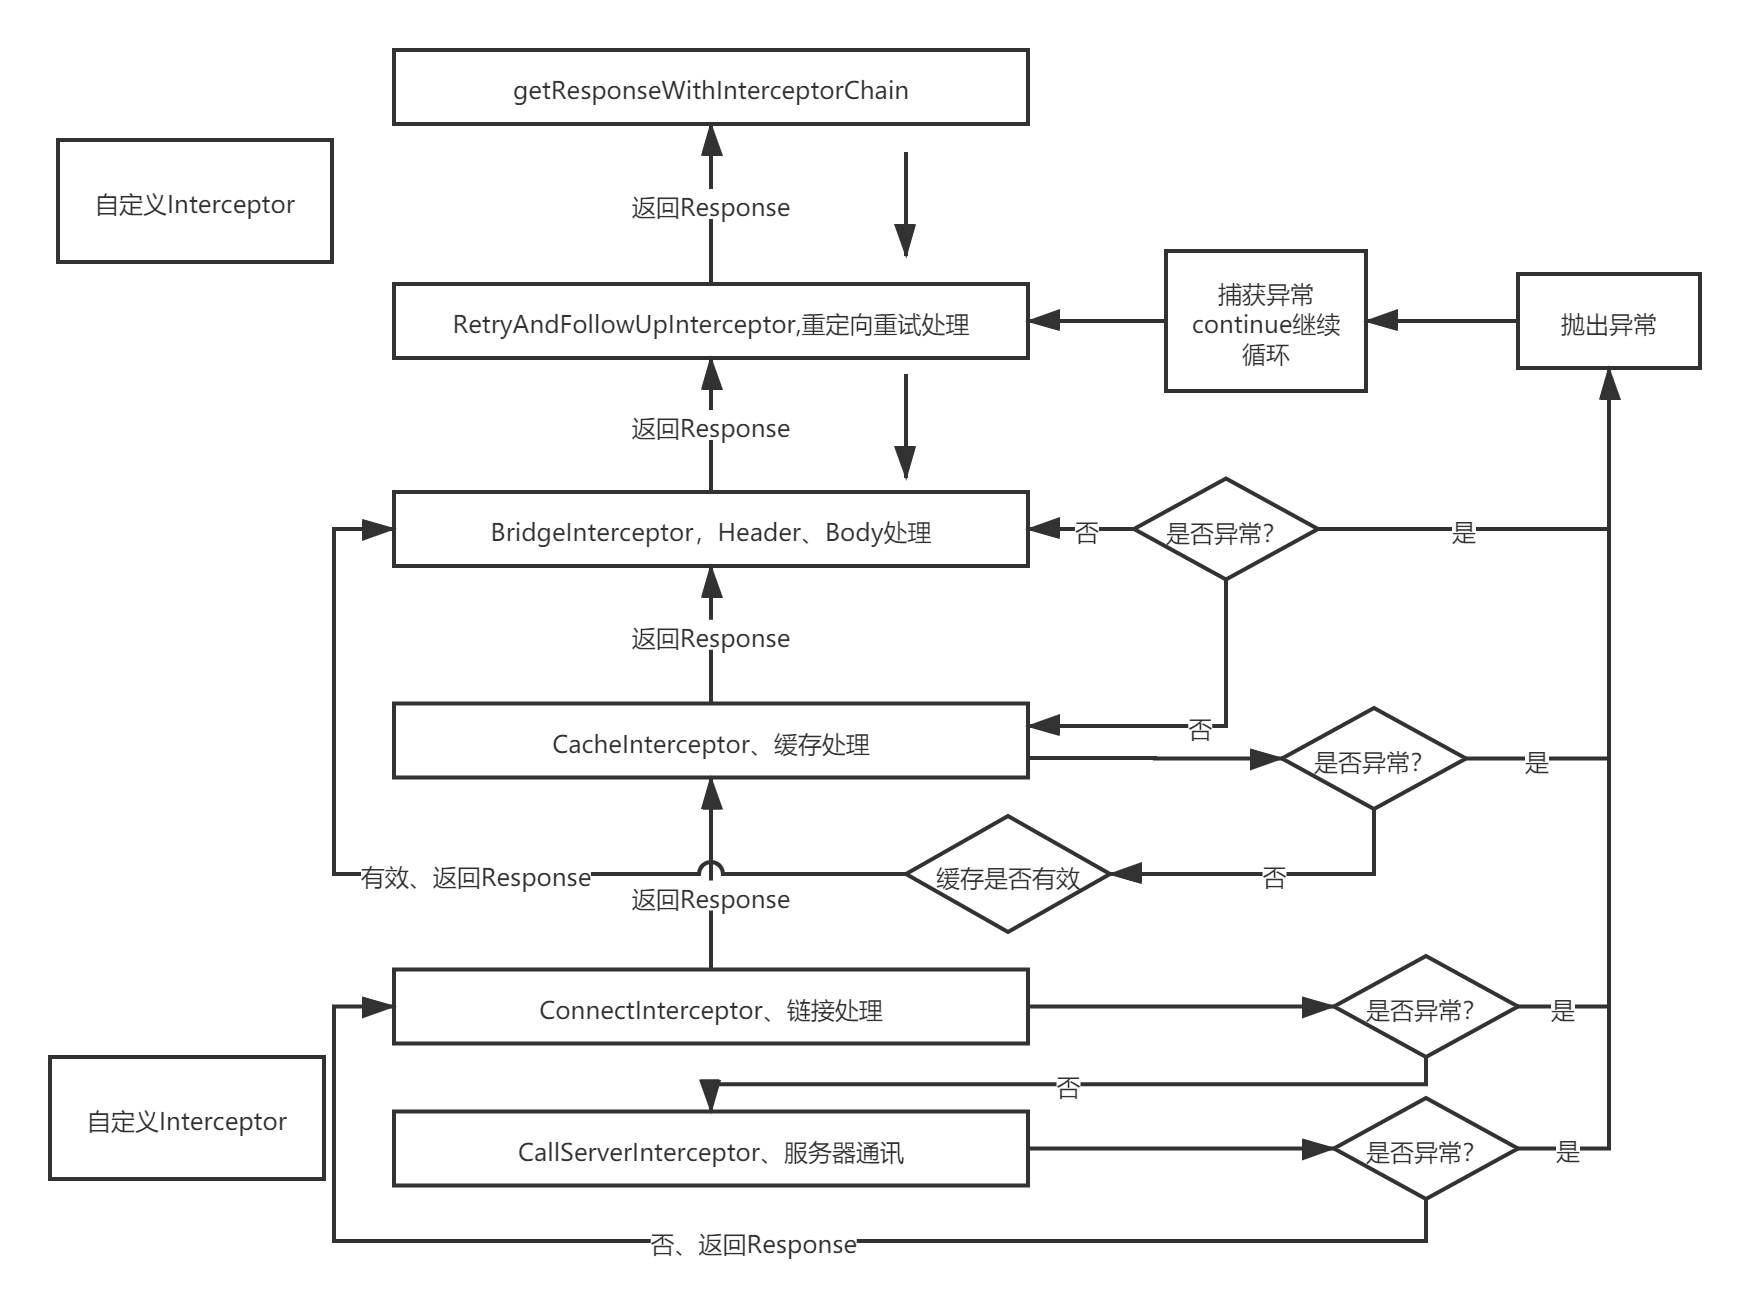 getResponseWithInterceptorChain
自定义Interceptor
返回Response
RetryAndFollowUpInterceptor,重定向重试处理
捕获异常
continue继续
循环
抛出异常
返回Response
BridgeInterceptor，Header、Body处理
否
是否异常？
是
返回Response
CacheInterceptor、缓存处理
否
是否异常？
是
有效、返回Response
缓存是否有效
否
返回Response
ConnectInterceptor、链接处理
是否异常？
是
否
自定义Interceptor
CallServerInterceptor、服务器通讯
是否异常？
是
否、返回Response